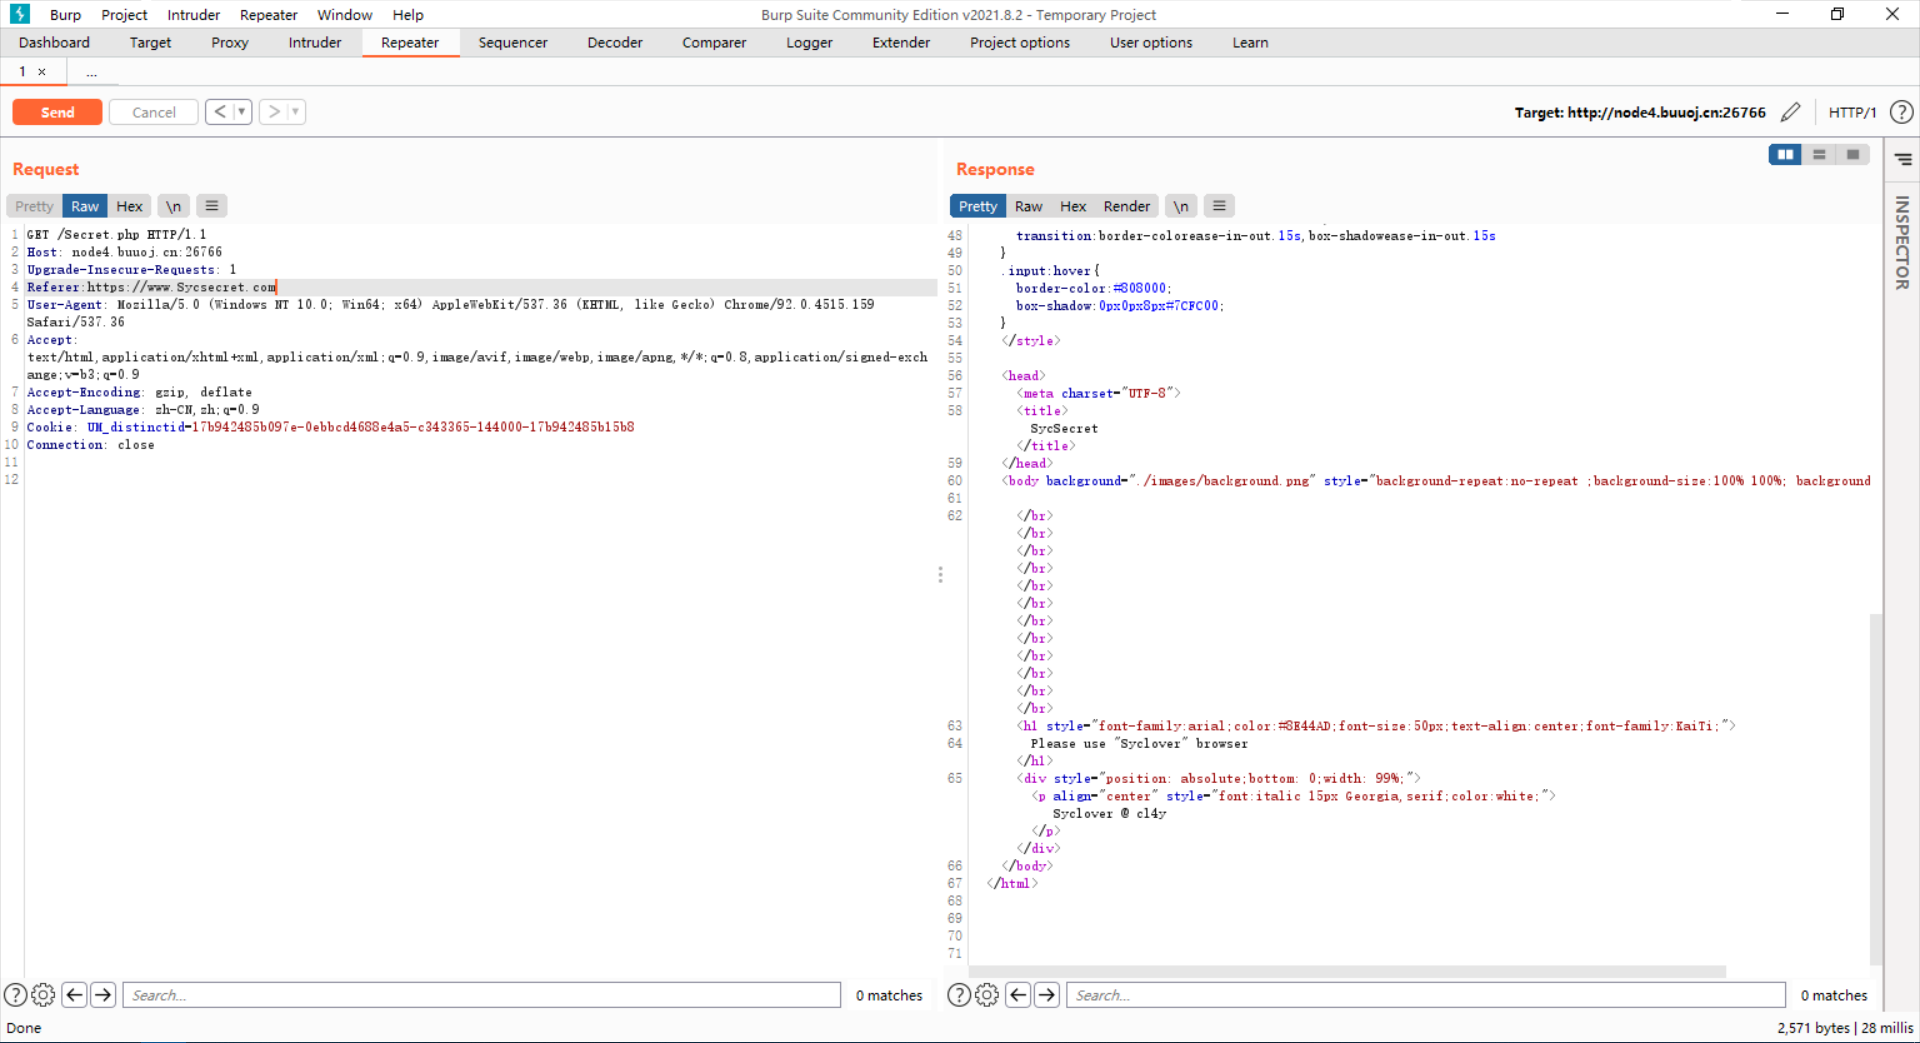 Burp Project Intruder Repeater Window Help Burp Suite Community Edition v2021.8.2 - Temporary Project
Dashboard Target Proxy Intruder Repeater Sequencer Decoder Comparer Logger Extender Project options User options Learn
1 × ...
Send Cancel < > Target: http://node4.buuoj.cn:26766 HTTP/1 ?
Request
Pretty Raw Hex \n
1 GET /Secret.php HTTP/1.1
2 Host: node4.buuoj.cn:26766
3 Upgrade-Insecure-Requests: 1
4 Referer:https://www.Sycsecret.com
5 User-Agent: Mozilla/5.0 (Windows NT 10.0; Win64; x64) AppleWebKit/537.36 (KHTML, like Gecko) Chrome/92.0.4515.159
Safari/537.36
6 Accept:
text/html,application/xhtml+xml,application/xml;q=0.9,image/avif,image/webp,image/apng,*/*;q=0.8,application/signed-exch
ange;v=b3;q=0.9
7 Accept-Encoding: gzip, deflate
8 Accept-Language: zh-CN,zh;q=0.9
9 Cookie: UM_distinctid=17b942485b097e-0ebbcd4688e4a5-c343365-144000-17b942485b15b8
10 Connection: close
11
12
? Search... 0 matches
Response
Pretty Raw Hex Render \n
48 transition:border-colorease-in-out.15s,box-shadowease-in-out.15s
49 }
50 .input:hover{
51 border-color:#808000;
52 box-shadow:0px0px8px#7CFC00;
53 }
54 </style>
55
56 <head>
57 <meta charset="UTF-8">
58 <title>
SycSecret
</title>
59 </head>
60 <body background="./images/background.png" style="background-repeat:no-repeat ;background-size:100% 100%; background
61
62 </br>
</br>
</br>
</br>
</br>
</br>
</br>
</br>
</br>
</br>
</br>
</br>
63 <h1 style="font-family:arial;color:#8E44AD;font-size:50px;text-align:center;font-family:KaiTi;">
64 Please use "Syclover" browser
</h1>
65 <div style="position: absolute;bottom: 0;width: 99%;">
<p align="center" style="font:italic 15px Georgia,serif;color:white;">
Syclover @ cl4y
</p>
</div>
66 </body>
67 </html>
68
69
70
71
? Search... 0 matches
INSPECTOR
Done 2,571 bytes | 28 millis